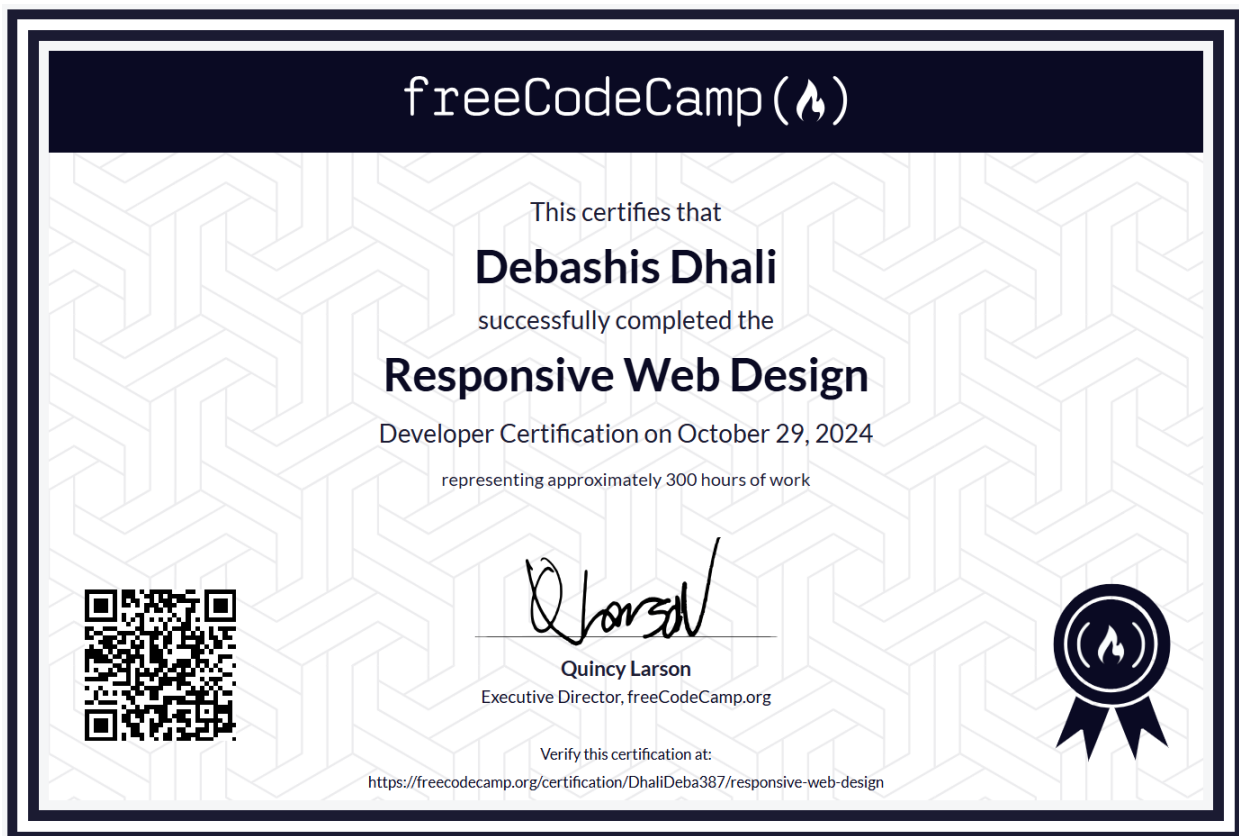 freeCodeCamp
This certifies that
Debashis Dhali
successfully completed the
Responsive Web Design
Developer Certification on October 29, 2024
representing approximately 300 hours of work
Quincy Larson
Executive Director, freeCodeCamp.org
Verify this certification at:
https://freecodecamp.org/certification/DhaliDeba387/responsive-web-design